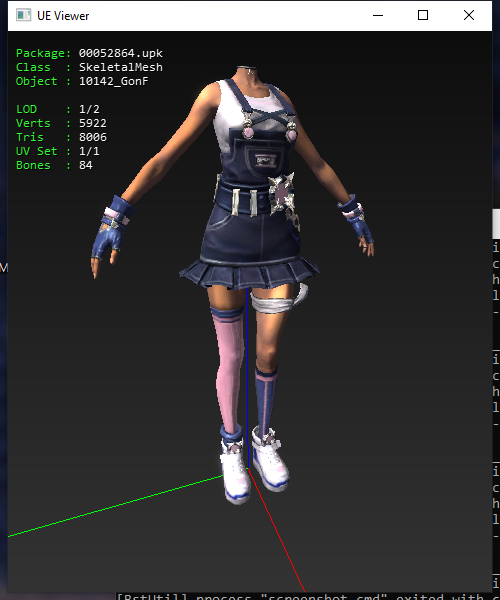 UE Viewer
Package: 00052864.upk
Class : SkeletalMesh
Object : 10142_GonF
LOD : 1/2
Verts : 5922
Tris : 8006
UV Set : 1/1
Bones : 84
M
i
c
h
l
-
i
c
h
l
-
i
c
h
l
-
i
[RstUtil] process "screenshot.cmd" exited with c